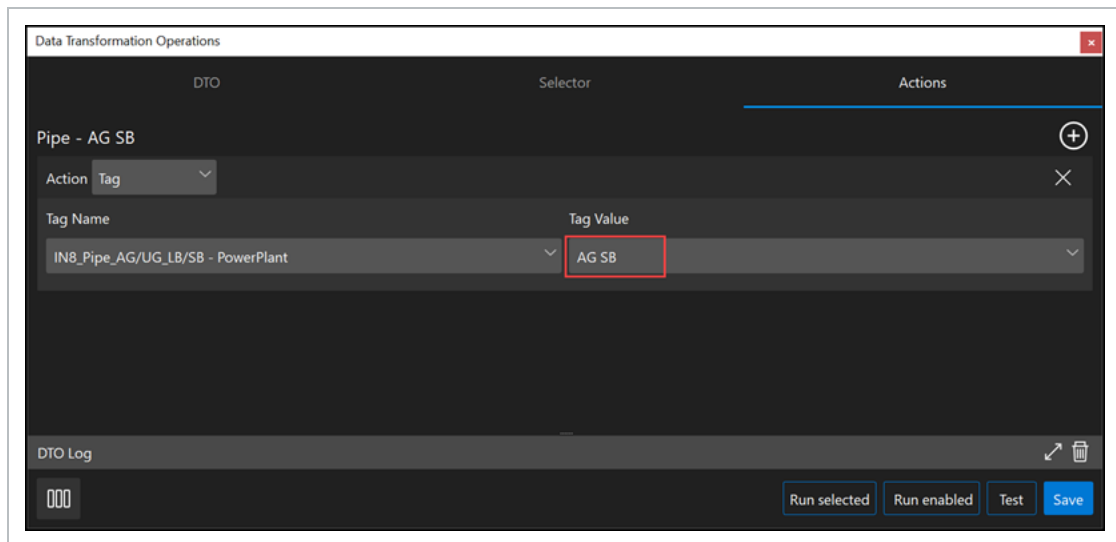 Data Transformation Operations
DTO Selector Actions
Pipe - AG SB
Action Tag
Tag Name Tag Value
IN8_Pipe_AG/UG_LB/SB - PowerPlant AG SB
DTO Log
Run selected Run enabled Test Save